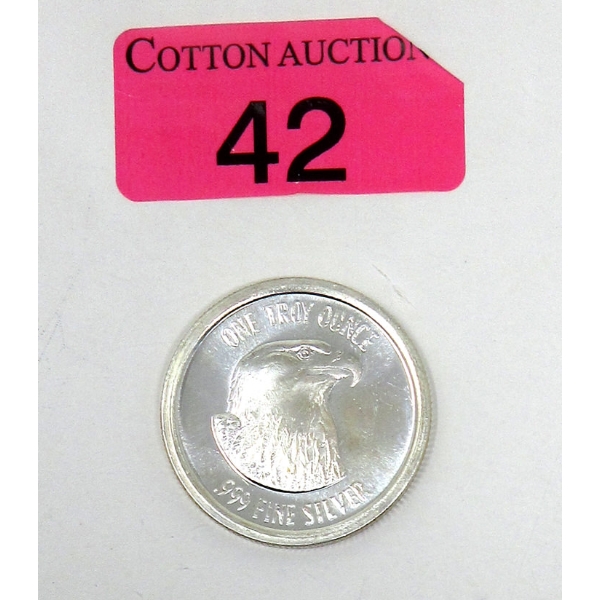 COTTON AUCTION
42
ONE TROY OUNCE
.999 FINE SILVER